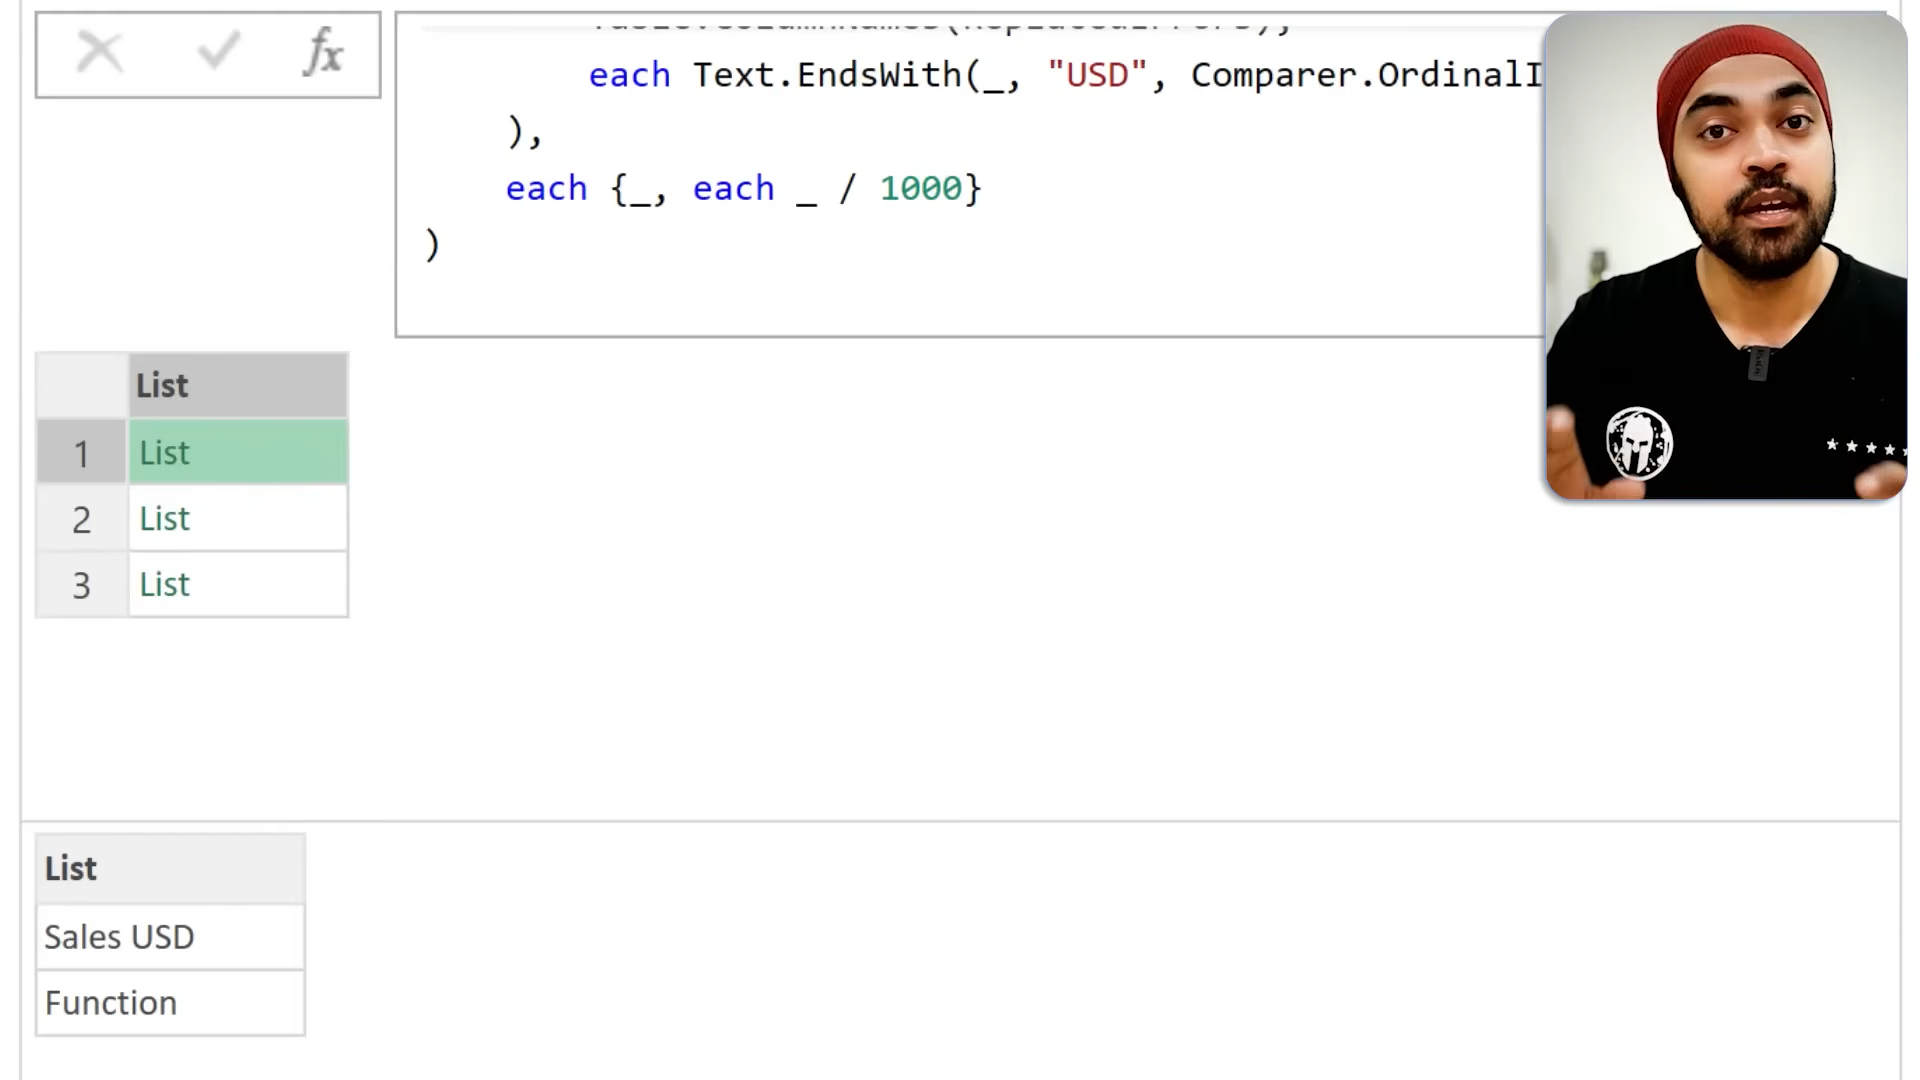 fx
each Text.EndsWith(_, "USD", Comparer.OrdinalI
),
each {_, each _ / 1000}
)
List
1 List
2 List
3 List
List
Sales USD
Function